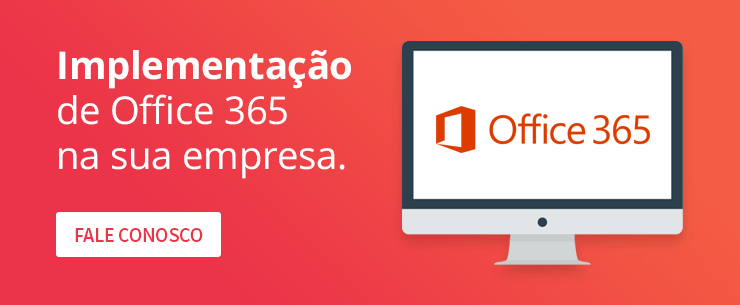 Implementação
de Office 365
na sua empresa.
FALE CONOSCO
Office 365